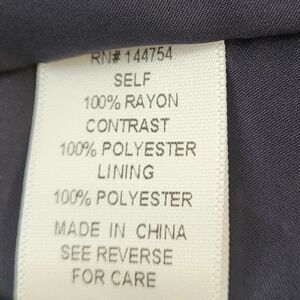 RN# 144754
SELF
100% RAYON
CONTRAST
100% POLYESTER
LINING
100% POLYESTER
MADE IN CHINA
SEE REVERSE
FOR CARE